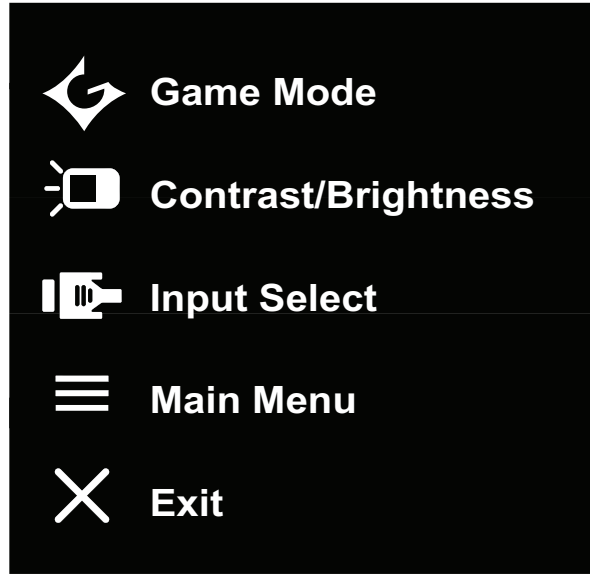 Game Mode
Contrast/Brightness
Input Select
Main Menu
Exit